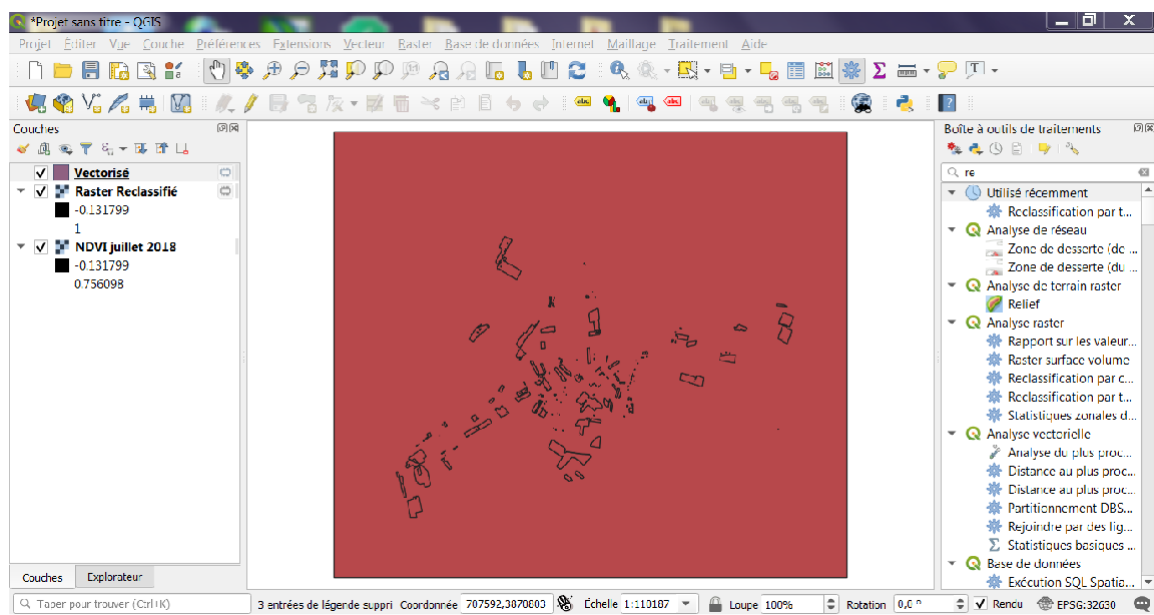 *Projet sans titre - QGIS
Projet Éditer Vue Couche Préférences Extensions Vecteur Raster Base de données Internet Maillage Traitement Aide
Couches
Vectorisé
Raster Reclassifié
-0.131799
1
NDVI juillet 2018
-0.131799
0.756098
Couches Explorateur
Boîte à outils de traitements
re
Utilisé récemment
Reclassification par t...
Analyse de réseau
Zone de desserte (de ...
Zone de desserte (du ...
Analyse de terrain raster
Relief
Analyse raster
Rapport sur les valeur...
Raster surface volume
Reclassification par c...
Reclassification par t...
Statistiques zonales d...
Analyse vectorielle
Analyse du plus proc...
Distance au plus proc...
Distance au plus proc...
Partitionnement DBS...
Rejoindre par des lig...
Statistiques basiques ...
Base de données
Exécution SQL Spatia...
Taper pour trouver (Ctrl+K) 3 entrées de légende suppri Coordonnée 707592,3870803 Échelle 1:110187 Loupe 100% Rotation 0,0 ° Rendu EPSG:32630